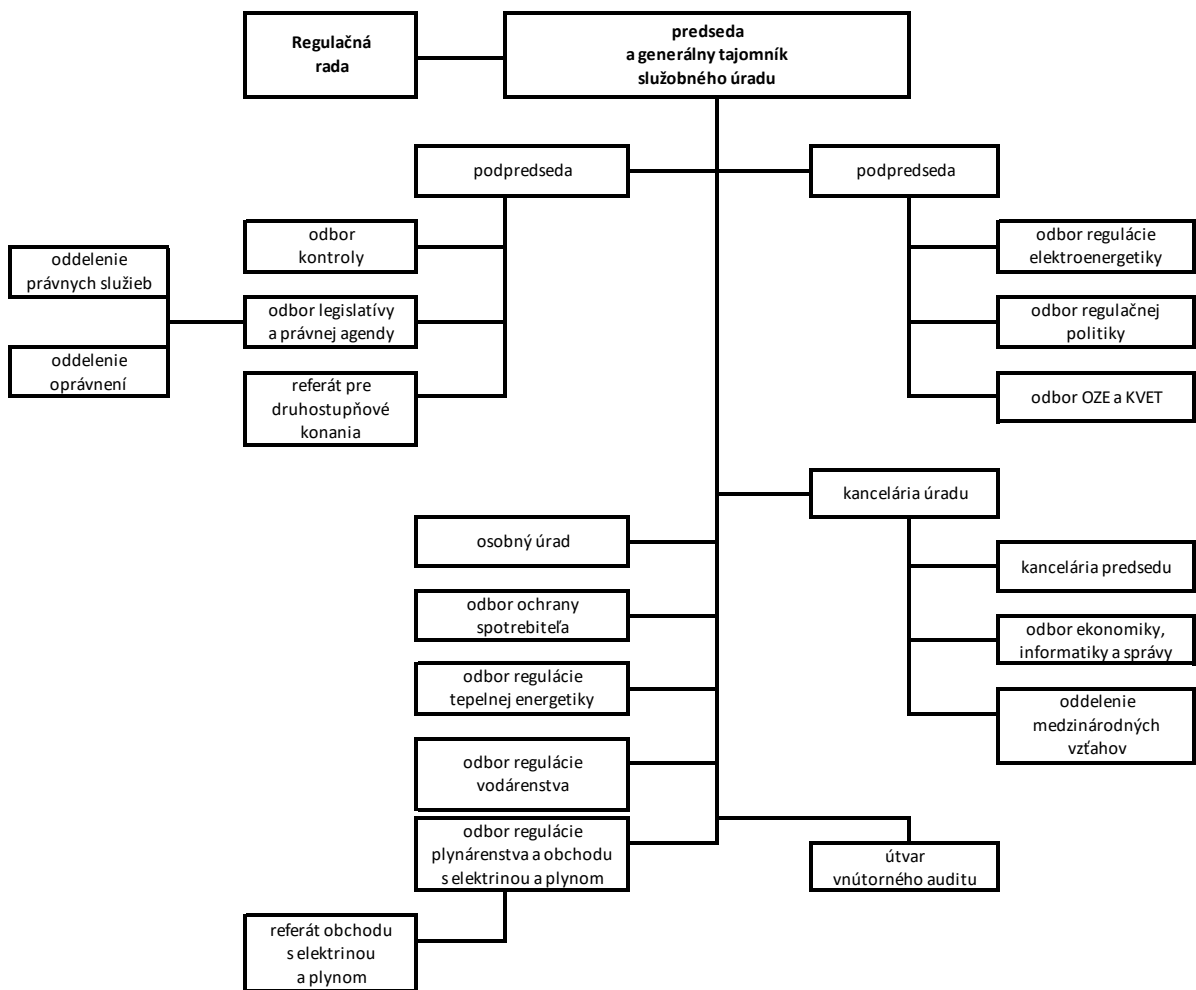 Regulačná
rada
predseda
a generálny tajomník
služobného úradu
podpredseda
podpredseda
odbor
kontroly
odbor legislatívy
a právnej agendy
referát pre
druhostupňové
konania
oddelenie
právnych služieb
oddelenie
oprávnení
odbor regulácie
elektroenergetiky
odbor regulačnej
politiky
odbor OZE a KVET
kancelária úradu
kancelária predsedu
odbor ekonomiky,
informatiky a správy
oddelenie
medzinárodných
vzťahov
osobný úrad
odbor ochrany
spotrebiteľa
odbor regulácie
tepelnej energetiky
odbor regulácie
vodárenstva
odbor regulácie
plynárenstva a obchodu
s elektrinou a plynom
referát obchodu
s elektrinou
a plynom
útvar
vnútorného auditu